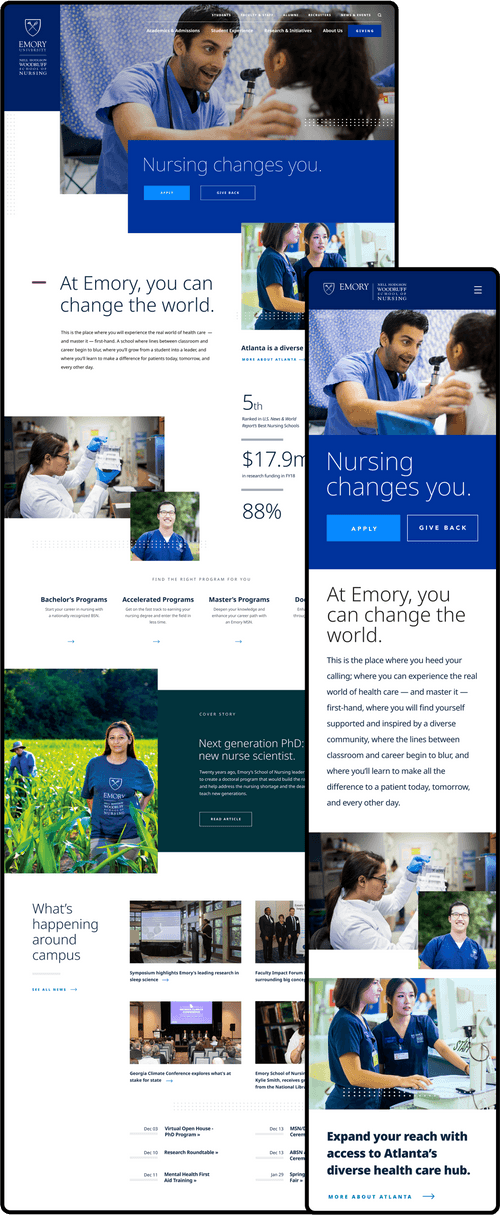 STUDENTS
FACULTY & STAFF
ALUMNI
RECRUITERS
NEWS & EVENTS
Academics & Admissions
Student Experience
Research & Initiatives
About Us
GIVING
EMORY
UNIVERSITY
NELL HODGSON
WOODRUFF
SCHOOL OF
NURSING
Nursing changes you.
APPLY
GIVE BACK
At Emory, you can
change the world.
This is the place where you will experience the real world of health care —
and master it — first-hand. A school where lines between classroom and
career begin to blur, where you'll grow from a student into a leader, and
where you'll learn to make a difference for patients today, tomorrow, and
every other day.
Atlanta is a diverse
MORE ABOUT ATLANTA
5th
Ranked in U.S. News & World
Report's Best Nursing Schools
$17.9m
in research funding in FY18
88%
FIND THE RIGHT PROGRAM FOR YOU
Bachelor's Programs
Start your career in nursing with
a nationally recognized BSN.
Accelerated Programs
Get on the fast track to earning your
nursing degree and enter the field in
less time.
Master's Programs
Deepen your knowledge and
enhance your career path with
an Emory MSN.
COVER STORY
Next generation PhD:
new nurse scientist.
Twenty years ago, Emory's School of Nursing leader
to create a doctoral program that would build the
and help address the nursing shortage and the
teach new generations.
READ ARTICLE
EMORY
What's
happening
around
campus
SEE ALL NEWS
Symposium highlights Emory's leading research in
sleep science
Faculty Impact Forum
surrounding big
Georgia Climate Conference explores what's at
stake for state
Emory School of
Kylie Smith, receives
from the National
Dec 03
Virtual Open House -
PhD Program »
Dec 10
Research Roundtable »
Dec 11
Mental Health First
Aid Training »
Dec 13
Dec 13
Jan 29
Spring
Fair »
EMORY
NELL HODGSON
WOODRUFF
SCHOOL OF
NURSING
Nursing
changes you.
APPLY
GIVE BACK
At Emory, you
can change the
world.
This is the place where you heed your
calling; where you can experience the real
world of health care — and master it —
first-hand, where you will find yourself
supported and inspired by a diverse
community, where the lines between
classroom and career begin to blur, and
where you'll learn to make all the
difference to a patient today, tomorrow,
and every other day.
Expand your reach with
access to Atlanta's
diverse health care hub.
MORE ABOUT ATLANTA